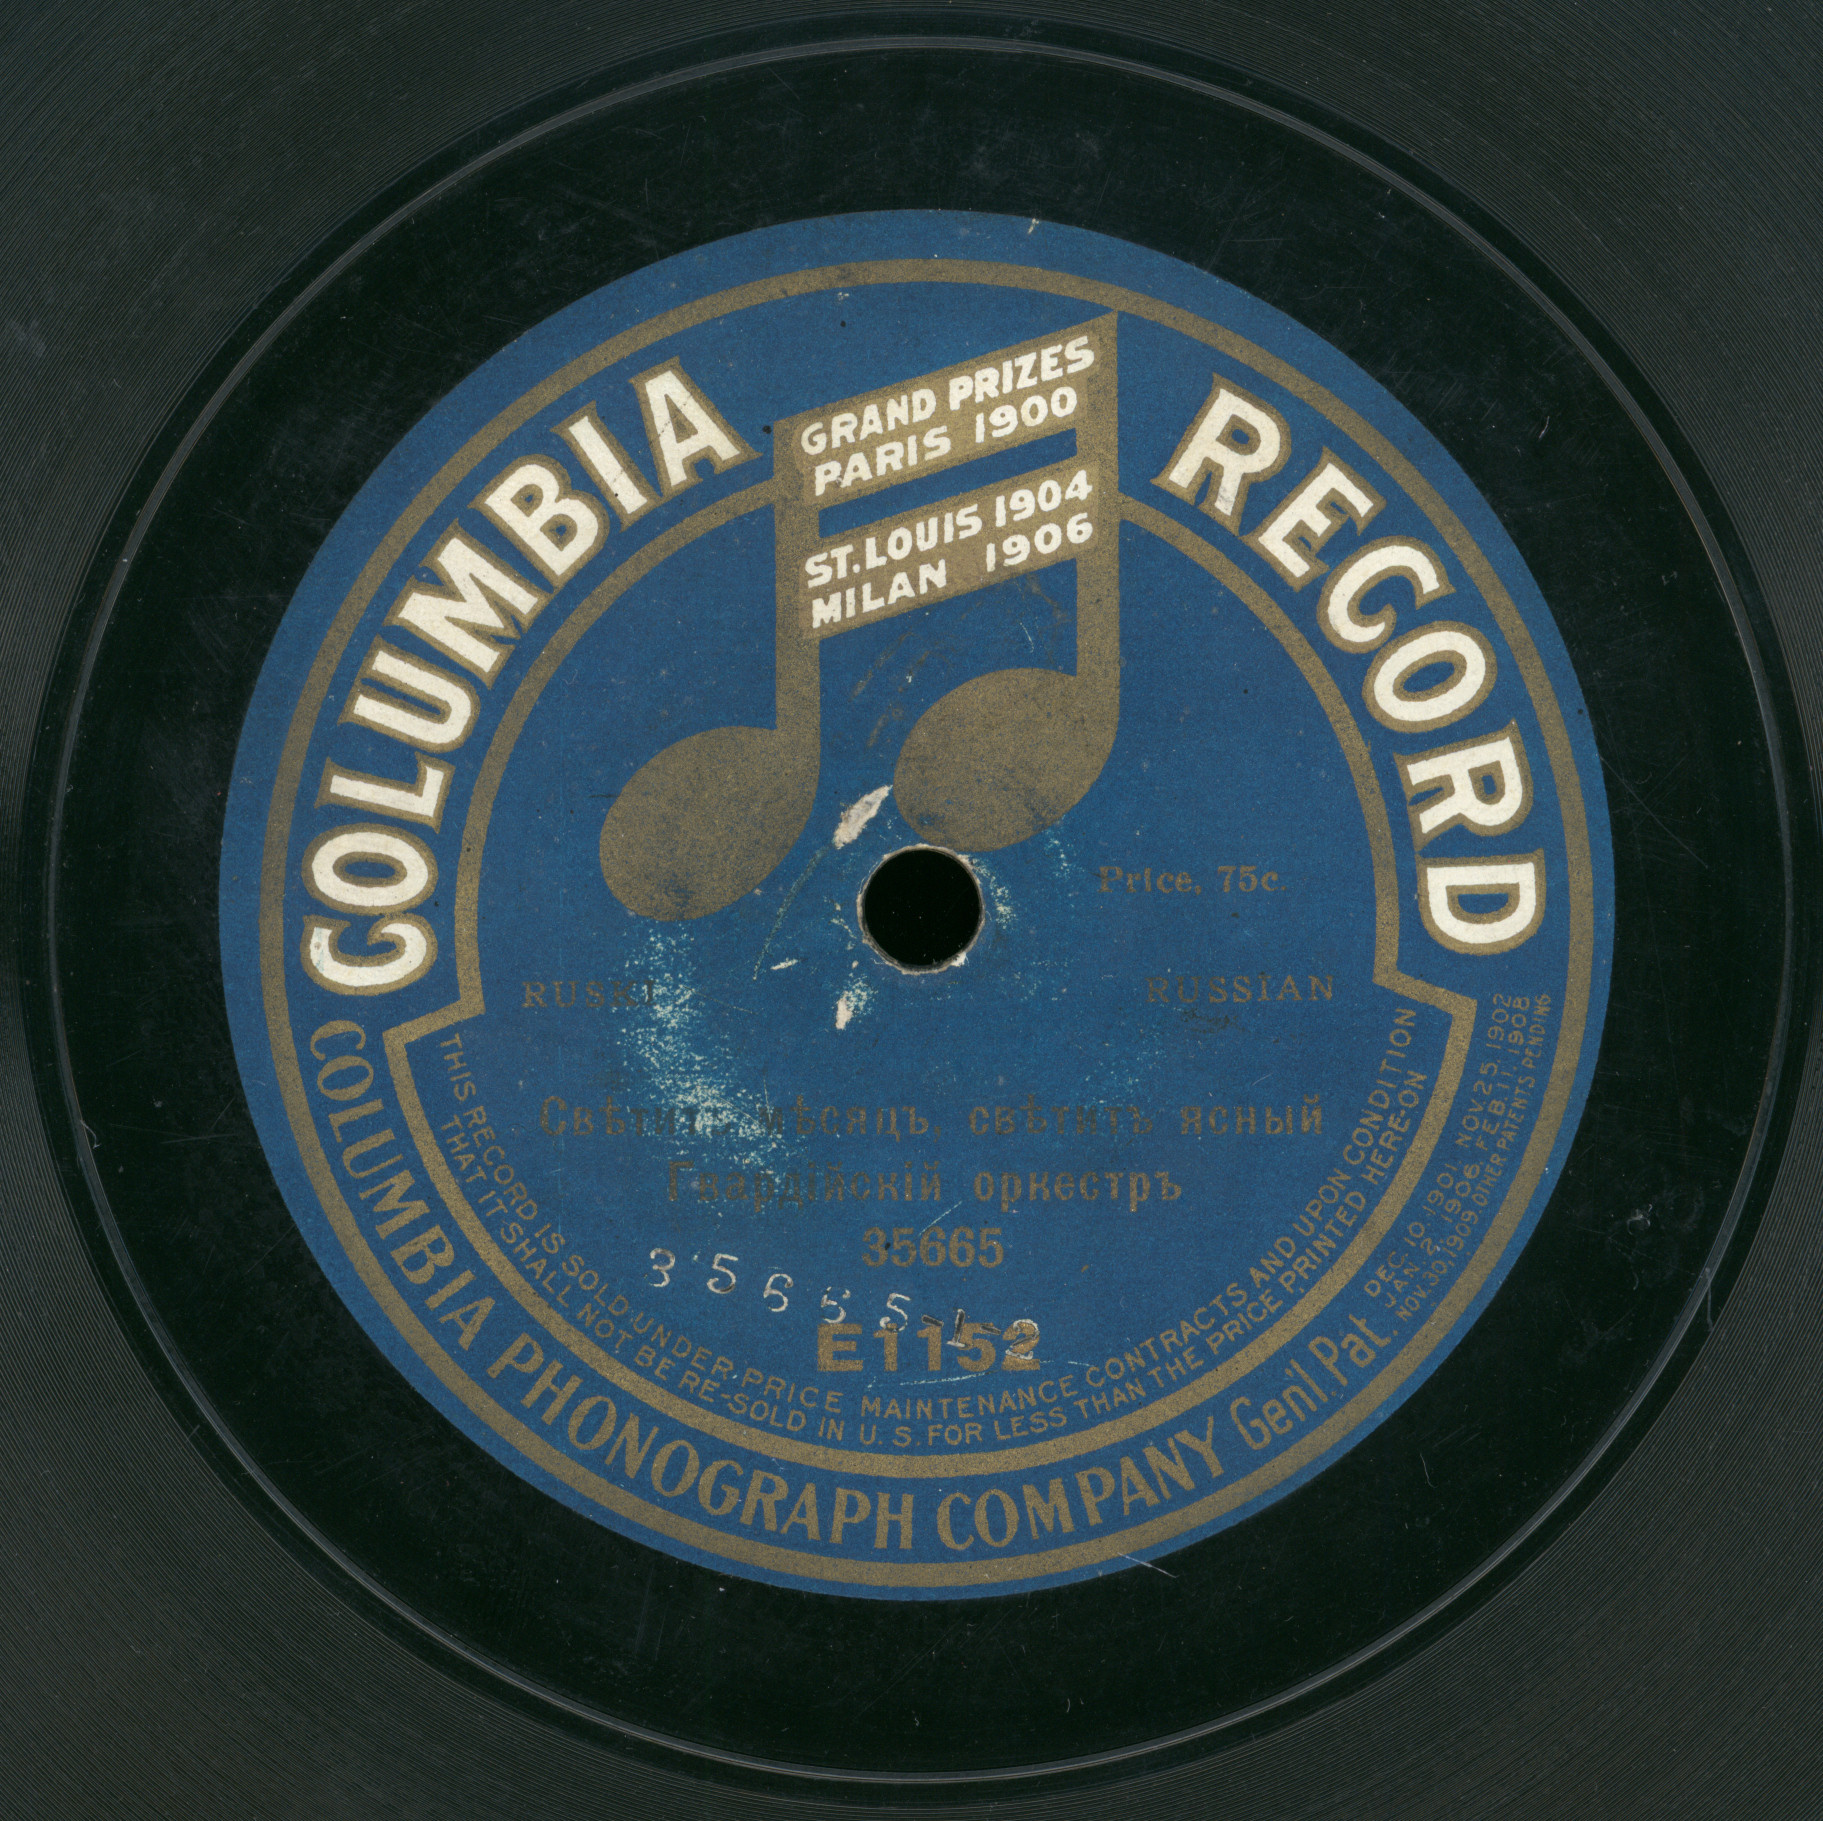 COLUMBIA RECORD
GRAND PRIZES
PARIS 1900
ST. LOUIS 1904
MILAN 1906
Price, 75c.
RUSKI RUSSIAN
Свѣтитъ мѣсяцъ, свѣтитъ ясный
Гвардійскій оркестръ
35665
35665-1-2
E1152
THIS RECORD IS SOLD UNDER PRICE MAINTENANCE CONTRACTS AND UPON CONDITION
THAT IT SHALL NOT BE RE-SOLD IN U.S. FOR LESS THAN THE PRICE PRINTED HERE-ON
COLUMBIA PHONOGRAPH COMPANY Gen'l. Pat.
DEC. 10, 1901. NOV. 25, 1902
JAN. 2, 1906. FEB. 11, 1908
NOV. 30, 1909. OTHER PATENTS PENDING